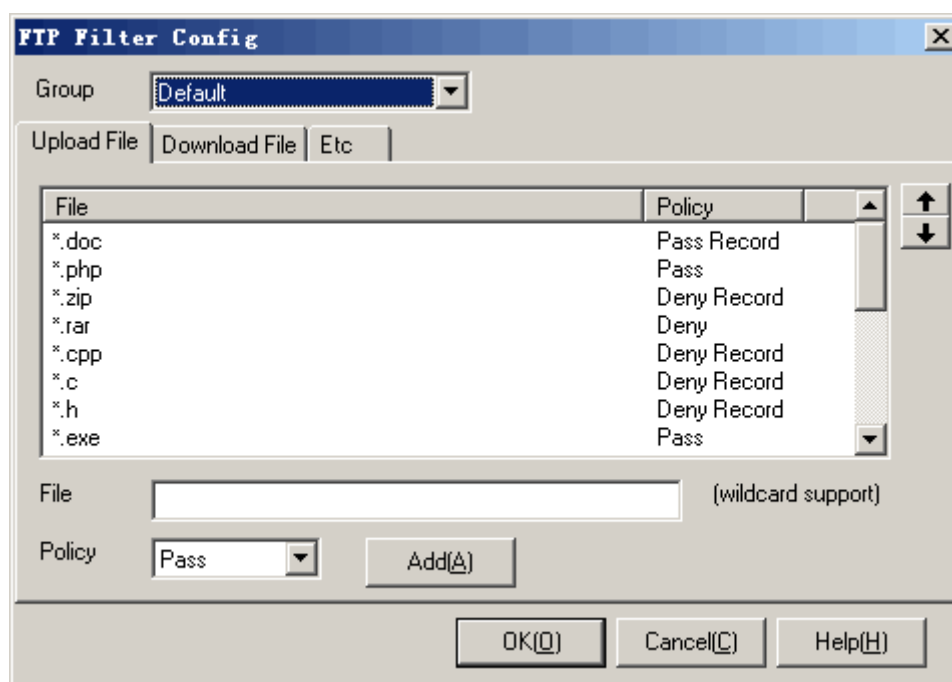 FTP Filter Config
Group Default
Upload File Download File Etc
File Policy
*.doc Pass Record
*.php Pass
*.zip Deny Record
*.rar Deny
*.cpp Deny Record
*.c Deny Record
*.h Deny Record
*.exe Pass
File (wildcard support)
Policy Pass Add(A)
OK(O) Cancel(C) Help(H)